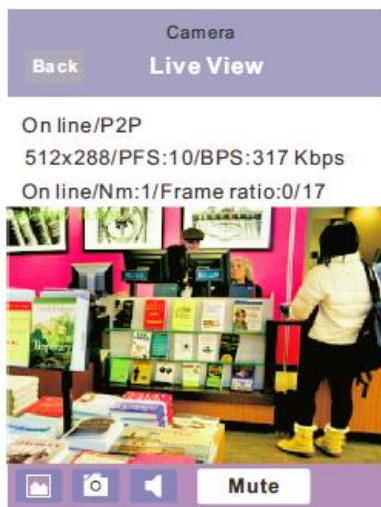 Camera
Back
Live View
On line/P2P
512x288/PFS:10/BPS:317 Kbps
On line/Nm:1/Frame ratio:0/17
Mute